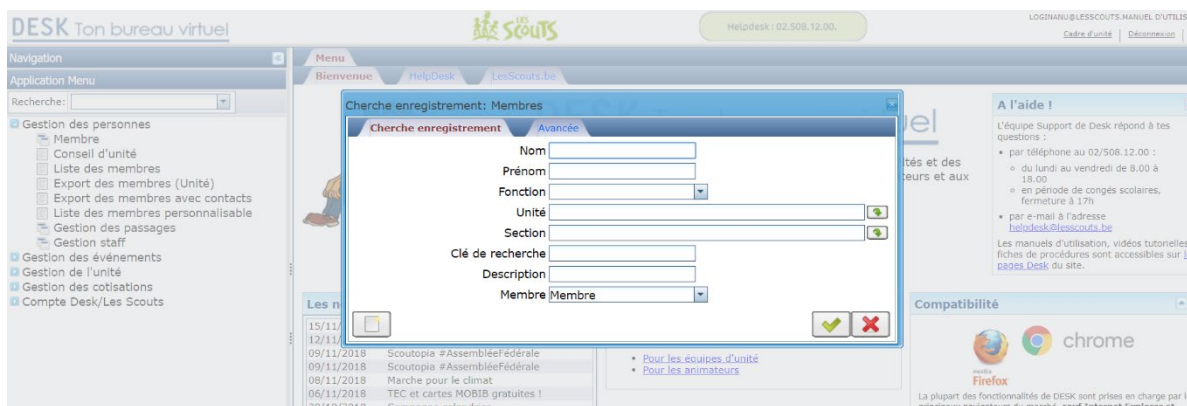 DESK Ton bureau virtuel
LES SCOUTS
Helpdesk : 02.508.12.00.
LOGINANU@LESSCOUTS.MANUEL D'UTILIS
Cadre d'unité
Déconnexion
Navigation
Application Menu
Recherche:
Gestion des personnes
Membre
Conseil d'unité
Liste des membres
Export des membres (Unité)
Export des membres avec contacts
Liste des membres personnalisable
Gestion des passages
Gestion staff
Gestion des événements
Gestion de l'unité
Gestion des cotisations
Compte Desk/Les Scouts
Menu
Bienvenue
HelpDesk
LesScouts.be
Cherche enregistrement: Membres
Cherche enregistrement
Avancée
Nom
Prénom
Fonction
Unité
Section
Clé de recherche
Description
Membre Membre
uel
ités et des
teurs et aux
A l'aide !
L'équipe Support de Desk répond à tes
questions :
• par téléphone au 02/508.12.00 :
du lundi au vendredi de 8.00 à
18.00
en période de congés scolaires,
fermeture à 17h
• par e-mail à l'adresse
helpdesk@lesscouts.be
Les manuels d'utilisation, vidéos tutorielles
fiches de procédures sont accessibles sur
pages Desk du site.
Les n
15/11/
12/11/
09/11/2018 Scoutopia #AssembléeFédérale
09/11/2018 Scoutopia #AssembléeFédérale
08/11/2018 Marche pour le climat
06/11/2018 TEC et cartes MOBIB gratuites !
• Pour les équipes d'unité
• Pour les animateurs
Compatibilité
mozilla
Firefox
chrome
La plupart des fonctionnalités de DESK sont prises en charge par